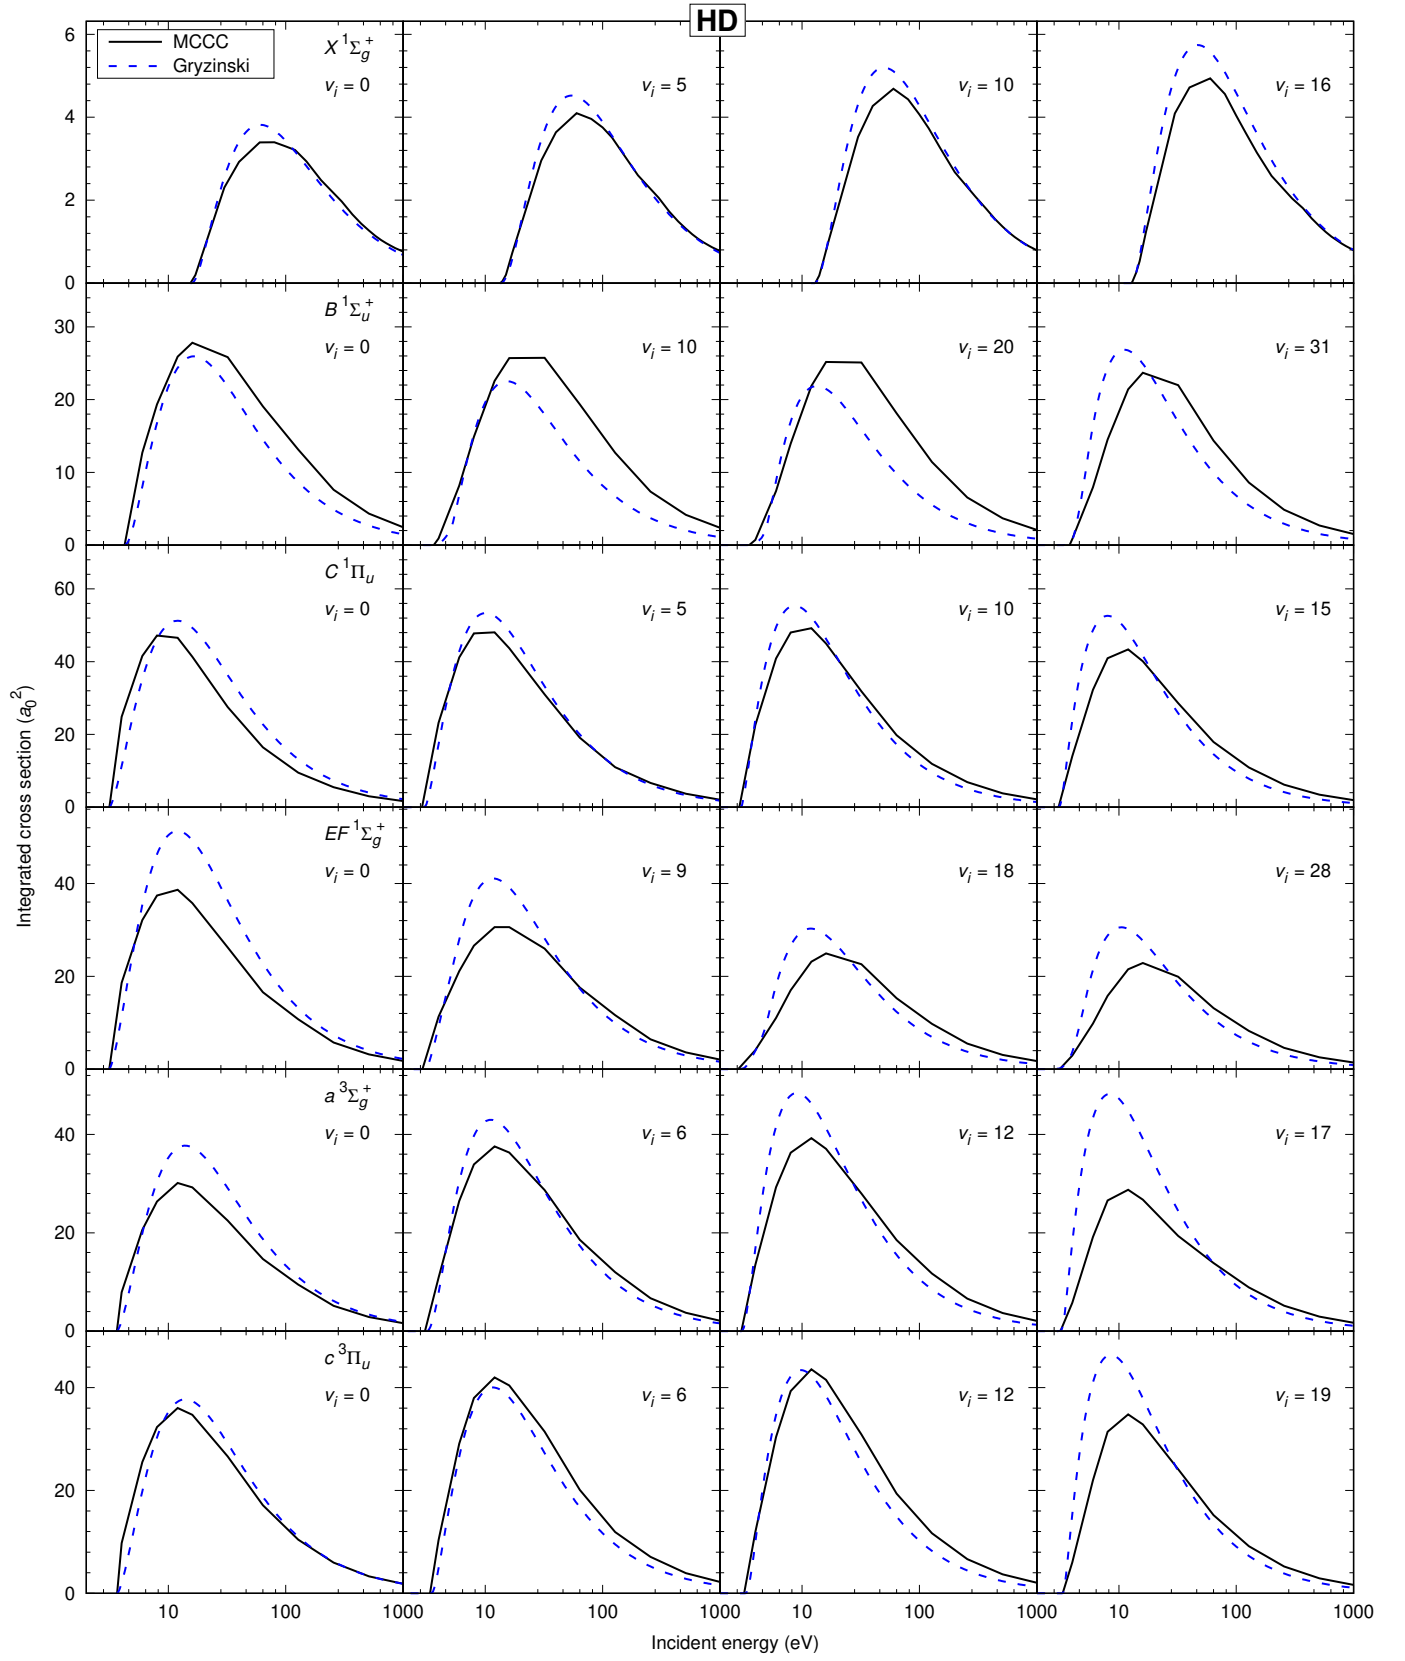 HD
MCCC
Gryzinski
X ¹Σg⁺
vi = 0
vi = 5
vi = 10
vi = 16
6
4
2
0
B ¹Σu⁺
vi = 0
vi = 10
vi = 20
vi = 31
30
20
10
0
C ¹Πu
vi = 0
vi = 5
vi = 10
vi = 15
60
40
20
0
EF ¹Σg⁺
vi = 0
vi = 9
vi = 18
vi = 28
40
20
0
a ³Σg⁺
vi = 0
vi = 6
vi = 12
vi = 17
40
20
0
c ³Πu
vi = 0
vi = 6
vi = 12
vi = 19
40
20
0
10 100 1000 10 100 1000 10 100 1000 10 100 1000
Integrated cross section (a₀²)
Incident energy (eV)